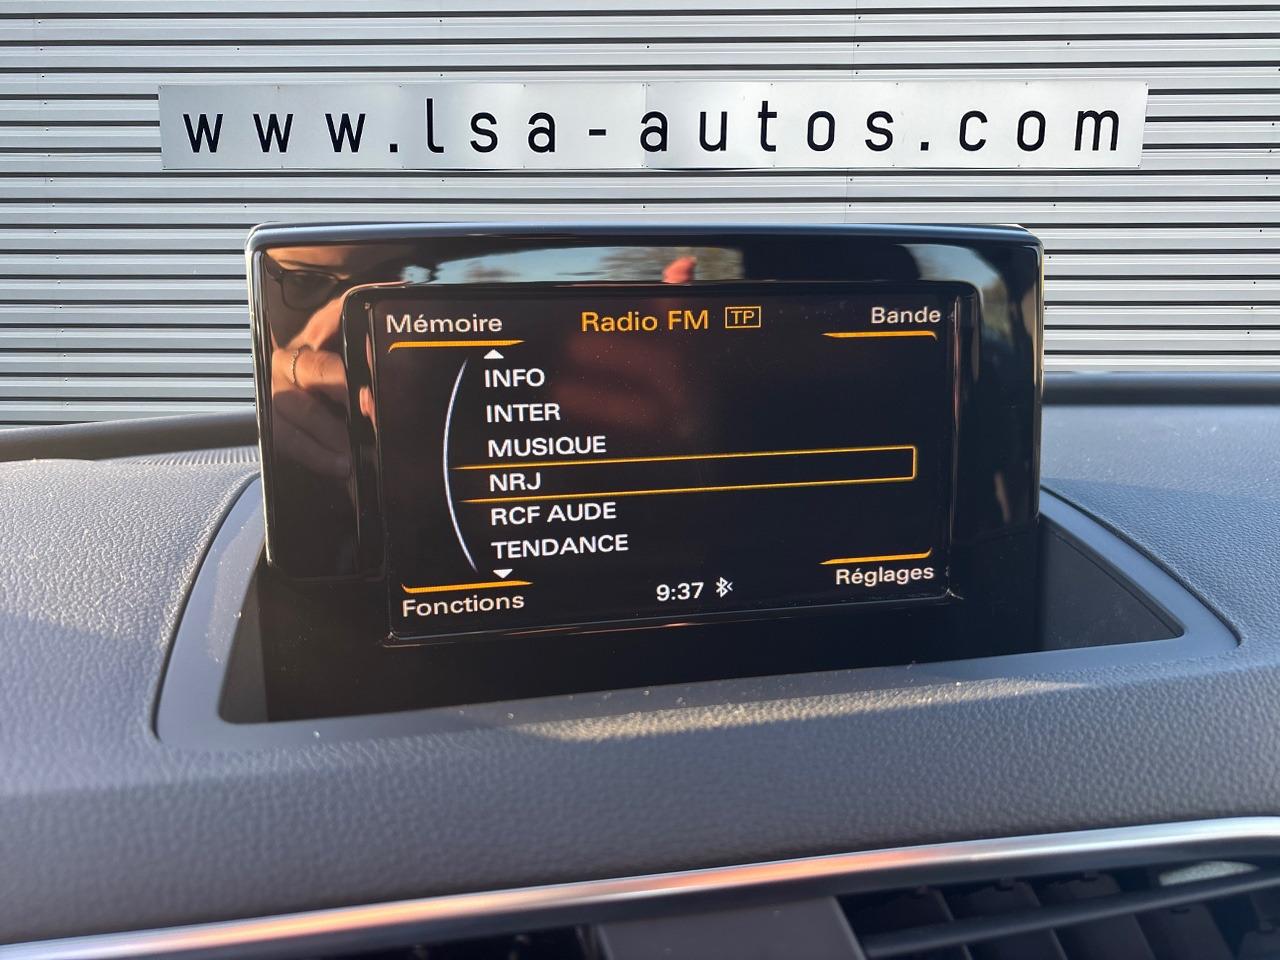 www.lsa-autos.com
Mémoire Radio FM TP Bande
INFO
INTER
MUSIQUE
NRJ
RCF AUDE
TENDANCE
Fonctions 9:37 Réglages